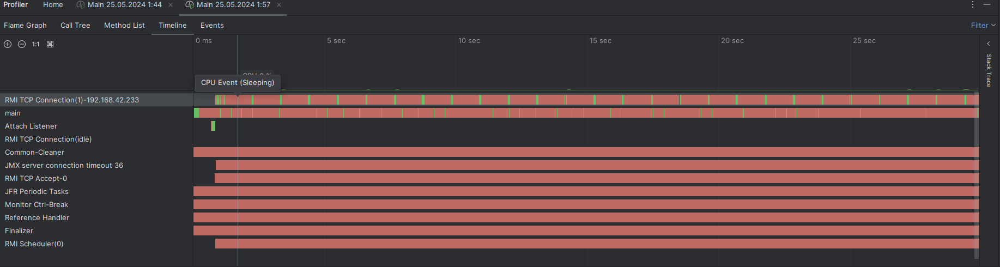 Profiler Home Main 25.05.2024 1:44 × Main 25.05.2024 1:57 ×
Flame Graph Call Tree Method List Timeline Events Filter
1:1 0 ms 5 sec 10 sec 15 sec 20 sec 25 sec
Stack Trace
CPU Event (Sleeping)
RMI TCP Connection(1)-192.168.42.233
main
Attach Listener
RMI TCP Connection(idle)
Common-Cleaner
JMX server connection timeout 36
RMI TCP Accept-0
JFR Periodic Tasks
Monitor Ctrl-Break
Reference Handler
Finalizer
RMI Scheduler(0)